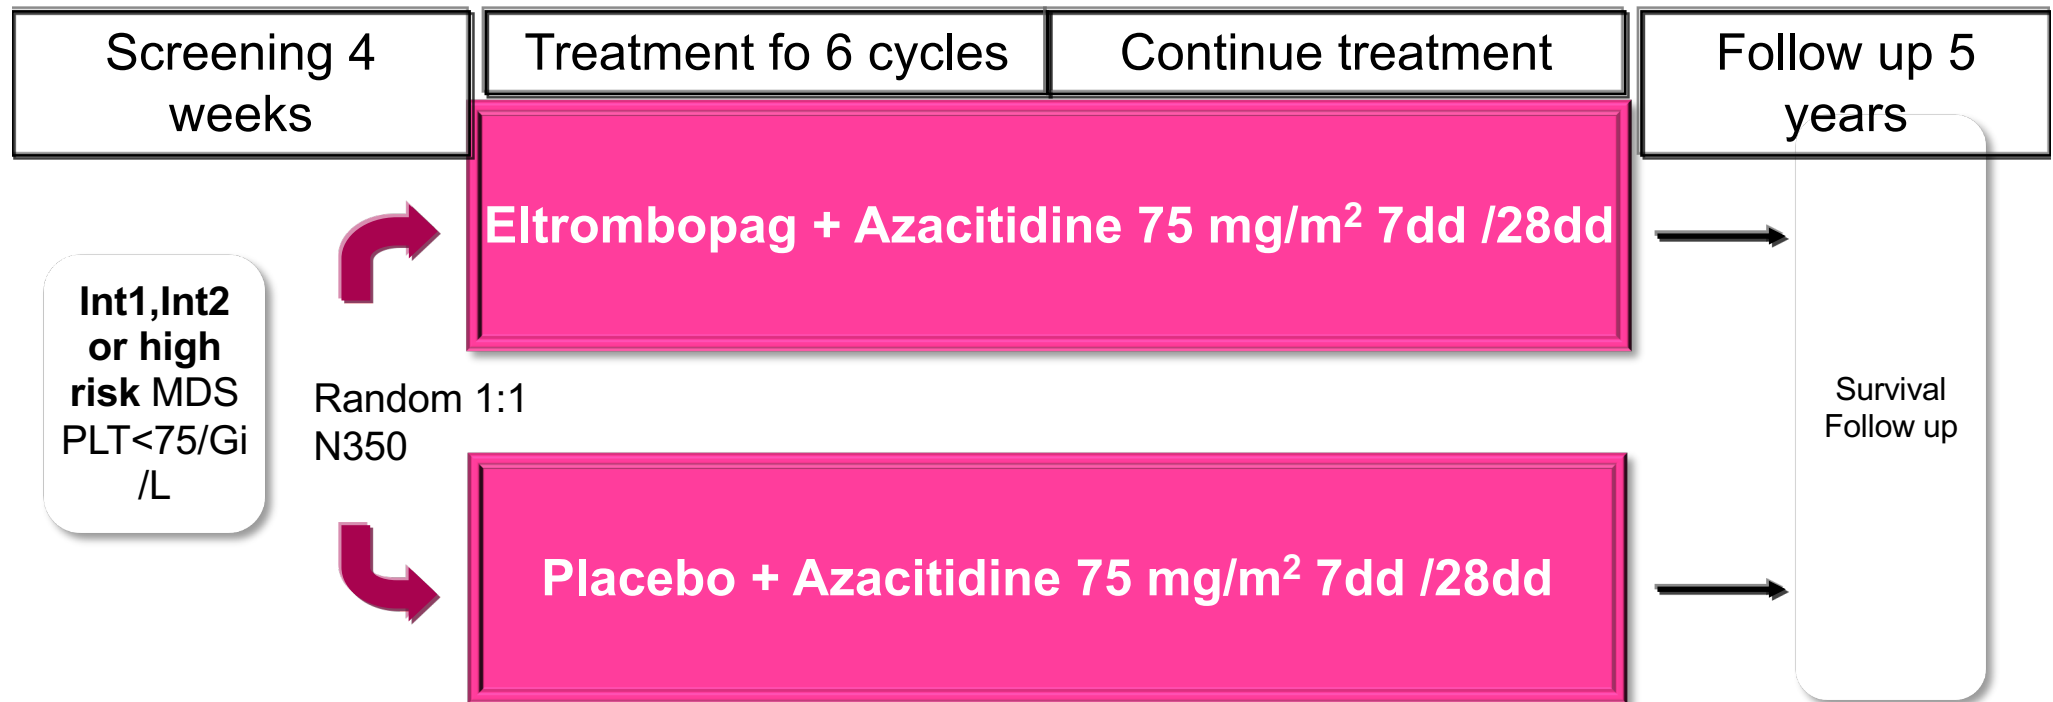 Screening 4
weeks
Treatment fo 6 cycles
Continue treatment
Follow up 5
years
Int1,Int2
or high
risk MDS
PLT<75/Gi
/L
Random 1:1
N350
Eltrombopag + Azacitidine 75 mg/m² 7dd /28dd
Placebo + Azacitidine 75 mg/m² 7dd /28dd
Survival
Follow up